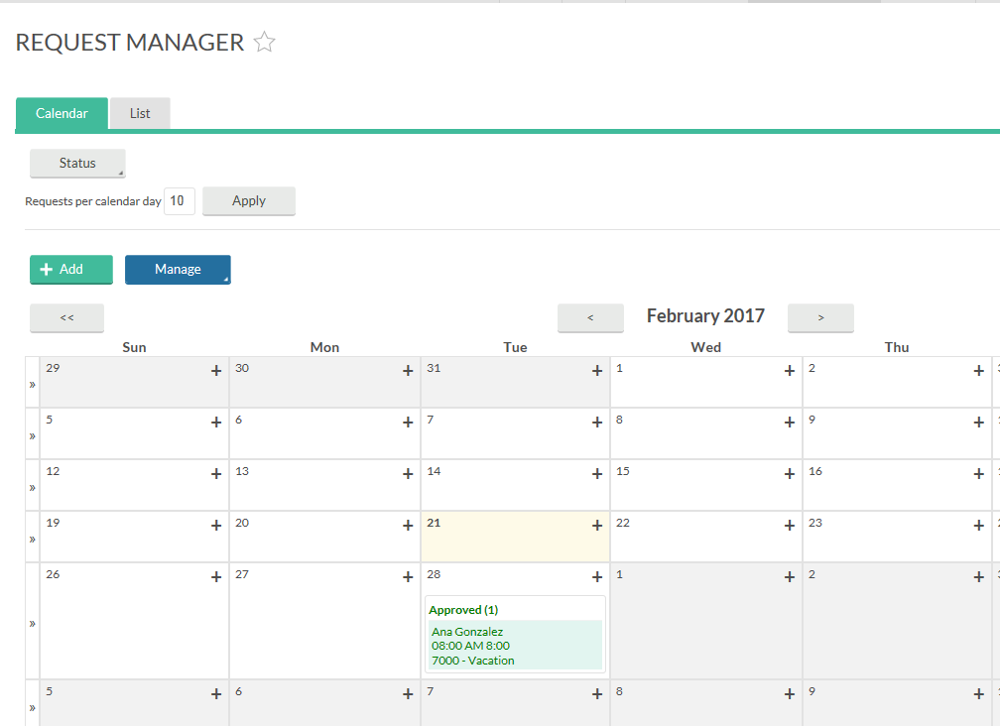 REQUEST MANAGER
Calendar List
Status
Requests per calendar day 10 Apply
+ Add Manage
<< < February 2017 >
Sun Mon Tue Wed Thu
» 29 + 30 + 31 + 1 + 2 +
» 5 + 6 + 7 + 8 + 9 +
» 12 + 13 + 14 + 15 + 16 +
» 19 + 20 + 21 + 22 + 23 +
26 + 27 + 28 + 1 + 2 +
Approved (1)
» Ana Gonzalez
08:00 AM 8:00
7000 - Vacation
» 5 + 6 + 7 + 8 + 9 +